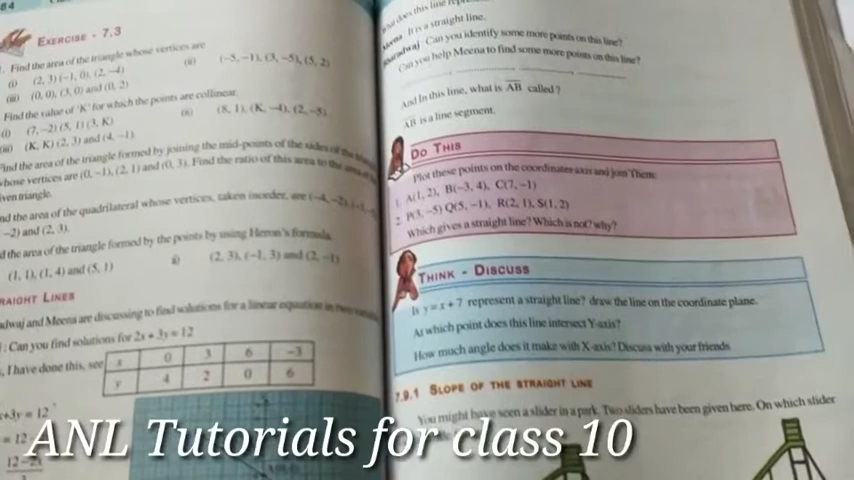 84
EXERCISE - 7.3
Find the area of the triangle whose vertices are
(i) (2, 3) (-1, 0), (2, -4)
(ii) (-5, -1), (3, -5), (5, 2)
(iii) (0, 0), (3, 0) and (0, 2)
Find the value of 'K' for which the points are collinear.
(i) (7, -2) (5, 1) (3, K)
(ii) (8, 1), (K, -4), (2, -5)
(iii) (K, K) (2, 3) and (4, -1).
Find the area of the triangle formed by joining the mid-points of the sides of the
whose vertices are (0, -1), (2, 1) and (0, 3). Find the ratio of this area to the area of
given triangle.
nd the area of the quadrilateral whose vertices, taken inorder, are (-4, -2),
-2) and (2, 3).
d the area of the triangle formed by the points by using Heron's formula.
(1, 1), (1, 4) and (5, 1)
ii) (2, 3), (-1, 3) and (2, -1)
RAIGHT LINES
adwaj and Meena are discussing to find solutions for a linear equation in two
: Can you find solutions for 2x + 3y = 12
, I have done this, see
x 0 3 6 -3
y 4 2 0 6
x+3y = 12
= 12
12 - 2x
3
What does this line
Meena : It is a straight line.
Bharadwaj : Can you identify some more points on this line?
Can you help Meena to find some more points on this line?
And In this line, what is AB called ?
AB is a line segment.
DO THIS
Plot these points on the coordinates axis and join Them:
1. A(1, 2), B(-3, 4), C(7, -1)
2. P(3, -5) Q(5, -1), R(2, 1), S(1, 2)
Which gives a straight line? Which is not? why?
THINK - DISCUSS
Is y = x + 7 represent a straight line? draw the line on the coordinate plane.
At which point does this line intersect Y-axis?
How much angle does it make with X-axis? Discuss with your friends
7.9.1 SLOPE OF THE STRAIGHT LINE
You might have seen a slider in a park. Two sliders have been given here. On which slider
ANL Tutorials for class 10